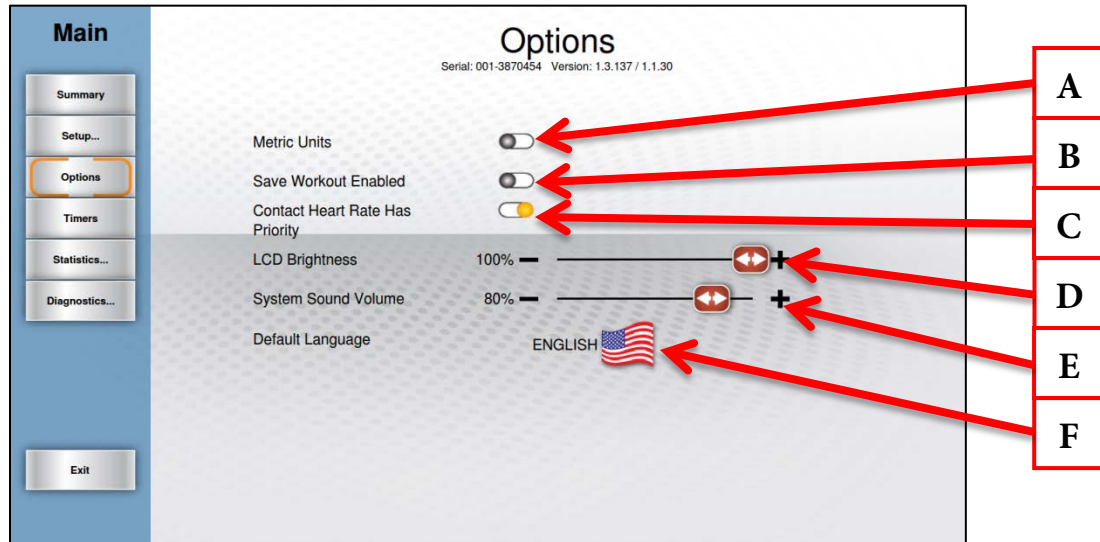 Main
Summary
Setup...
Options
Timers
Statistics...
Diagnostics...
Exit
Options
Serial: 001-3870454 Version: 1.3.137 / 1.1.30
Metric Units
Save Workout Enabled
Contact Heart Rate Has
Priority
LCD Brightness 100%
System Sound Volume 80%
Default Language ENGLISH
A
B
C
D
E
F